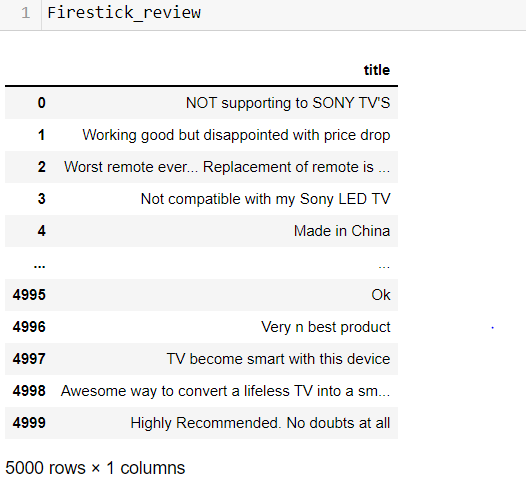 1 Firestick_review
title
0 NOT supporting to SONY TV'S
1 Working good but disappointed with price drop
2 Worst remote ever... Replacement of remote is ...
3 Not compatible with my Sony LED TV
4 Made in China
... ...
4995 Ok
4996 Very n best product
4997 TV become smart with this device
4998 Awesome way to convert a lifeless TV into a sm...
4999 Highly Recommended. No doubts at all
5000 rows × 1 columns